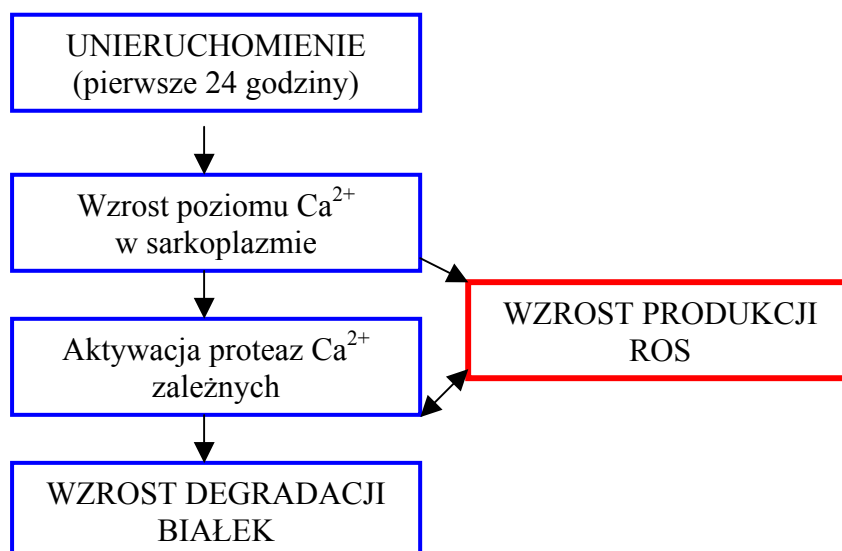 UNIERUCHOMIENIE
(pierwsze 24 godziny)
Wzrost poziomu Ca²⁺
w sarkoplazmie
WZROST PRODUKCJI
ROS
Aktywacja proteaz Ca²⁺
zależnych
WZROST DEGRADACJI
BIAŁEK